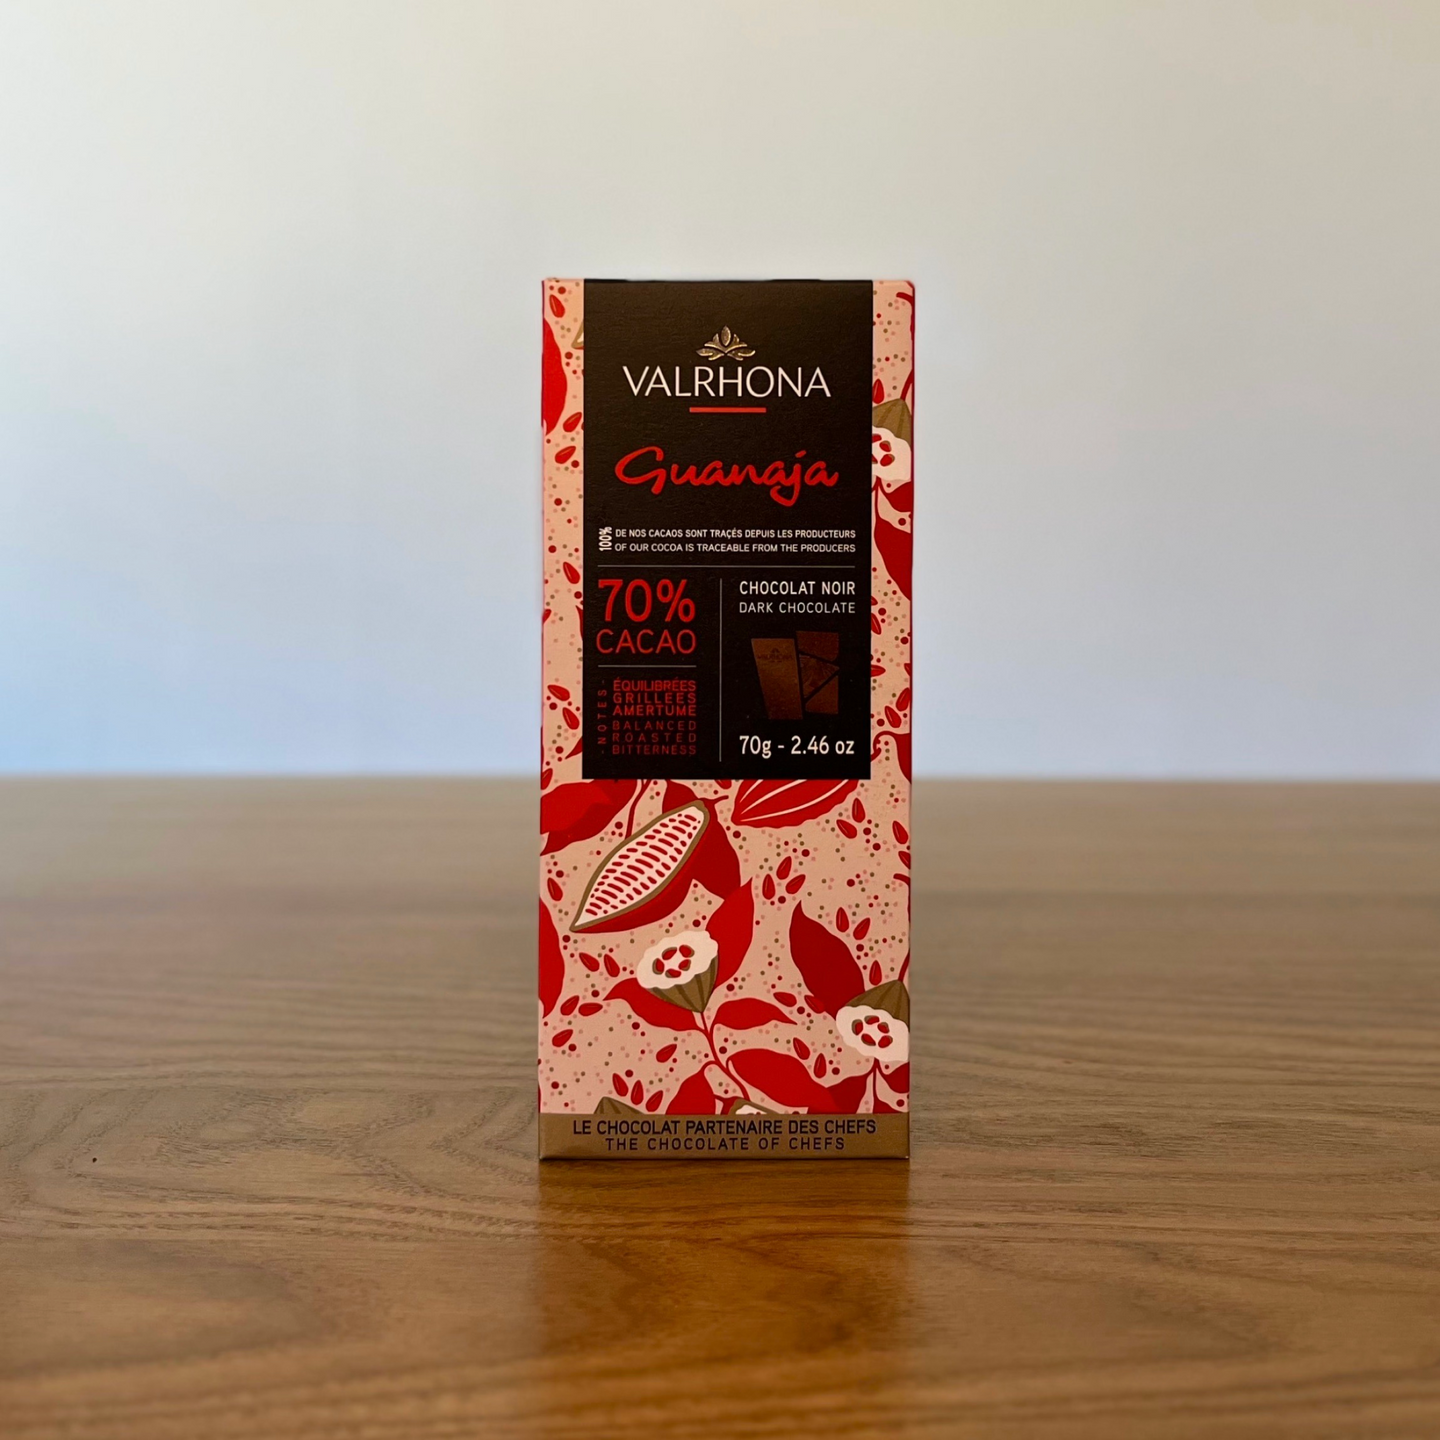 VALRHONA
Guanaja
100%
DE NOS CACAOS SONT TRAÇÉS DEPUIS LES PRODUCTEURS
OF OUR COCOA IS TRACEABLE FROM THE PRODUCERS
70%
CACAO
- NOTES -
ÉQUILIBRÉES
GRILLÉES
AMERTUME
BALANCED
ROASTED
BITTERNESS
CHOCOLAT NOIR
DARK CHOCOLATE
VALRHONA
70g - 2.46 oz
LE CHOCOLAT PARTENAIRE DES CHEFS
THE CHOCOLATE OF CHEFS